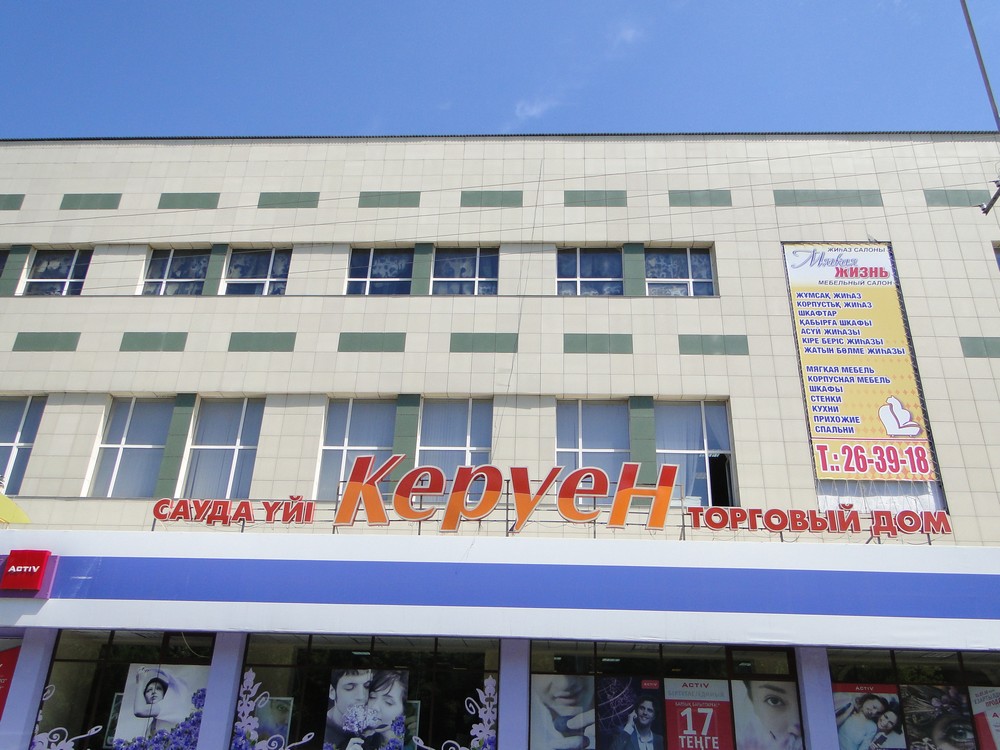 ЖИҺАЗ САЛОНЫ
Мягкая
ЖИЗНЬ
МЕБЕЛЬНЫЙ САЛОН
ЖҰМСАҚ ЖИҺАЗ
КОРПУСТЫҚ ЖИҺАЗ
ШКАФТАР
ҚАБЫРҒА ШКАФЫ
АСҮЙ ЖИҺАЗЫ
КІРЕ БЕРІС ЖИҺАЗЫ
ЖАТЫН БӨЛМЕ ЖИҺАЗЫ
МЯГКАЯ МЕБЕЛЬ
КОРПУСНАЯ МЕБЕЛЬ
ШКАФЫ
СТЕНКИ
КУХНИ
ПРИХОЖИЕ
СПАЛЬНИ
Т.: 26-39-18
САУДА ҮЙІ Керуен ТОРГОВЫЙ ДОМ
ACTIV
ACTIV
17
ТЕҢГЕ
ACTIV